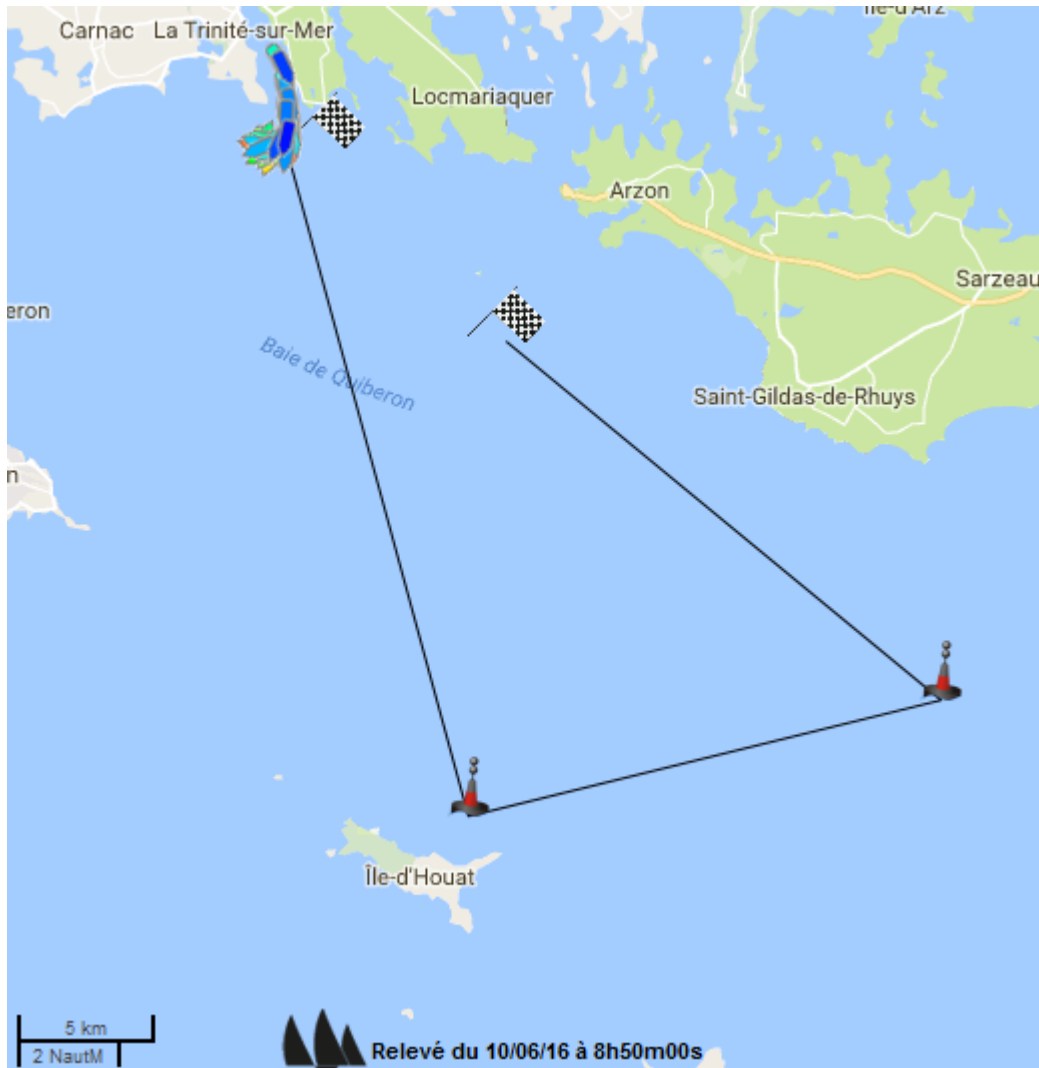 Île-d'Arz
Carnac La Trinité-sur-Mer
Locmariaquer
Arzon
Sarzeau
eron
Baie de Quiberon
Saint-Gildas-de-Rhuys
n
Île-d'Houat
5 km
2 NautM
Relevé du 10/06/16 à 8h50m00s